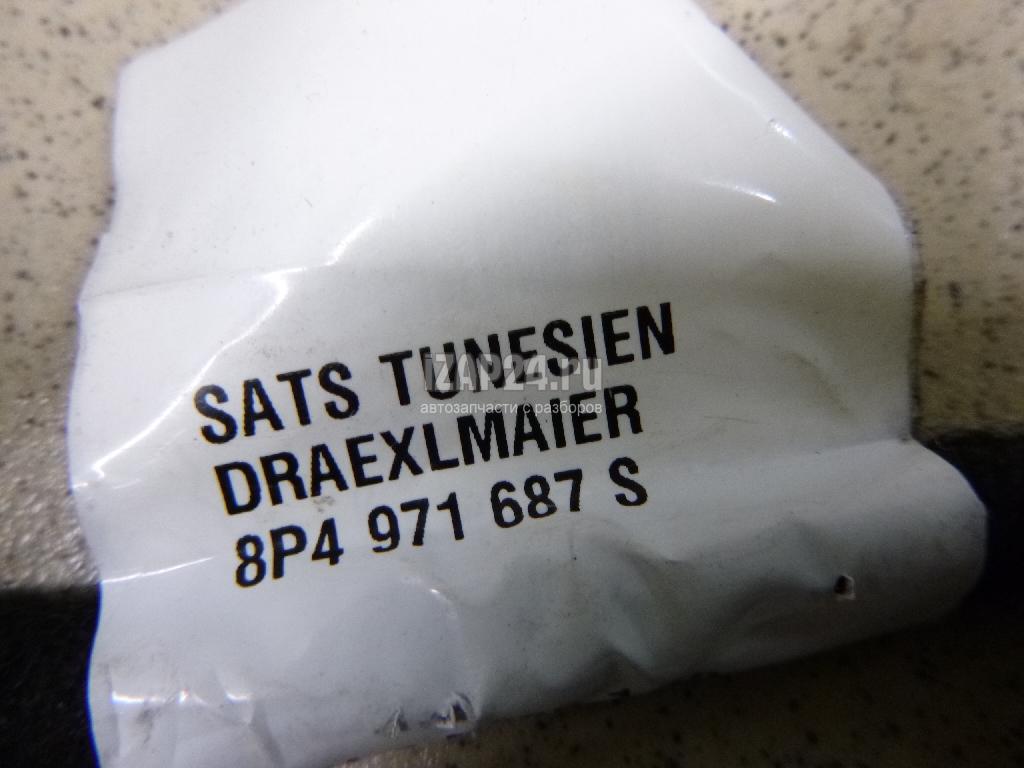 SATS TUNESIEN
iZAP24.ru
автозапчасти с разборов
DRAEXLMAIER
8P4 971 687 S